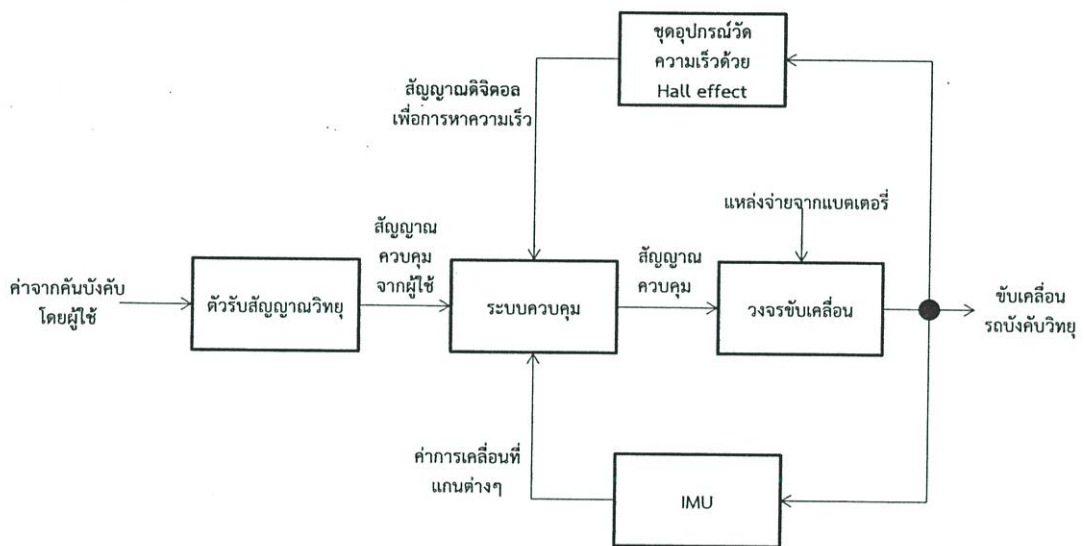 ชุดอุปกรณ์วัด
ความเร็วด้วย
Hall effect
สัญญาณดิจิตอล
เพื่อการหาความเร็ว
แหล่งจ่ายจากแบตเตอรี่
สัญญาณ
ควบคุม
จากผู้ใช้
สัญญาณ
ควบคุม
ค่าจากคันบังคับ
โดยผู้ใช้
ตัวรับสัญญาณวิทยุ
ระบบควบคุม
วงจรขับเคลื่อน
ขับเคลื่อน
รถบังคับวิทยุ
ค่าการเคลื่อนที่
แกนต่างๆ
IMU